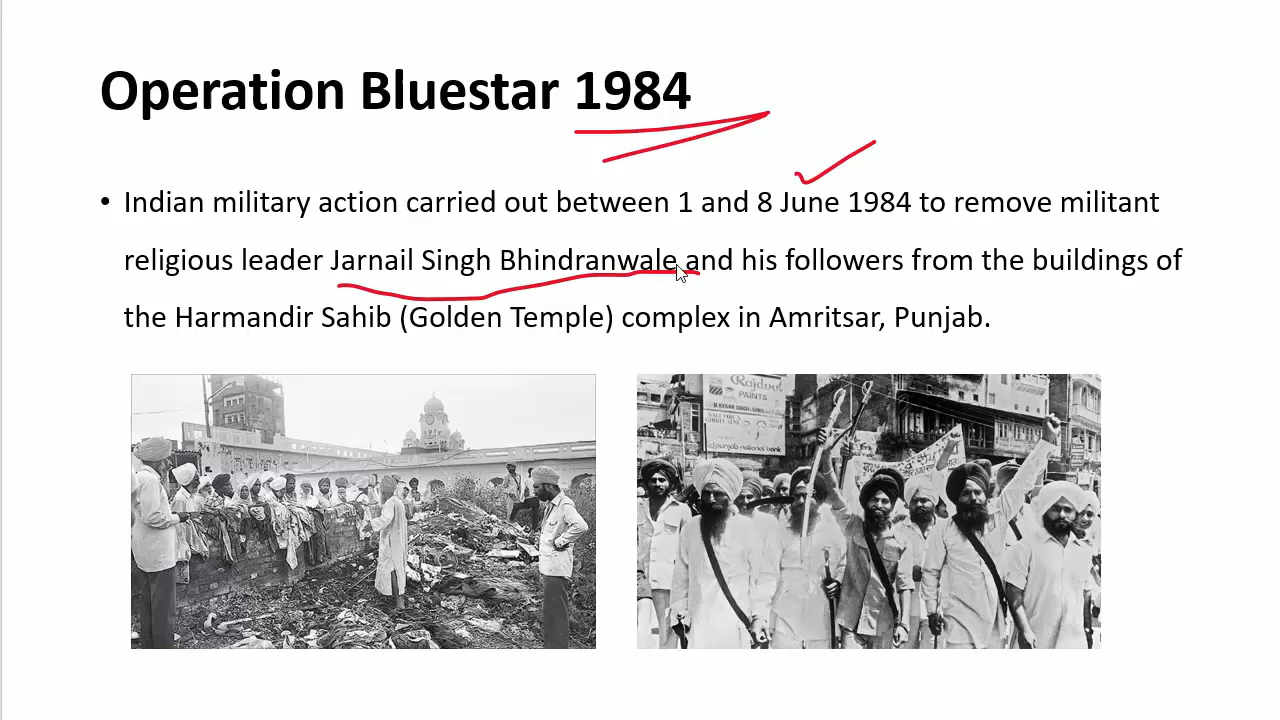 Operation Bluestar 1984
• Indian military action carried out between 1 and 8 June 1984 to remove militant
religious leader Jarnail Singh Bhindranwale and his followers from the buildings of
the Harmandir Sahib (Golden Temple) complex in Amritsar, Punjab.
Rajdoot
PAINTS
punjab national bank